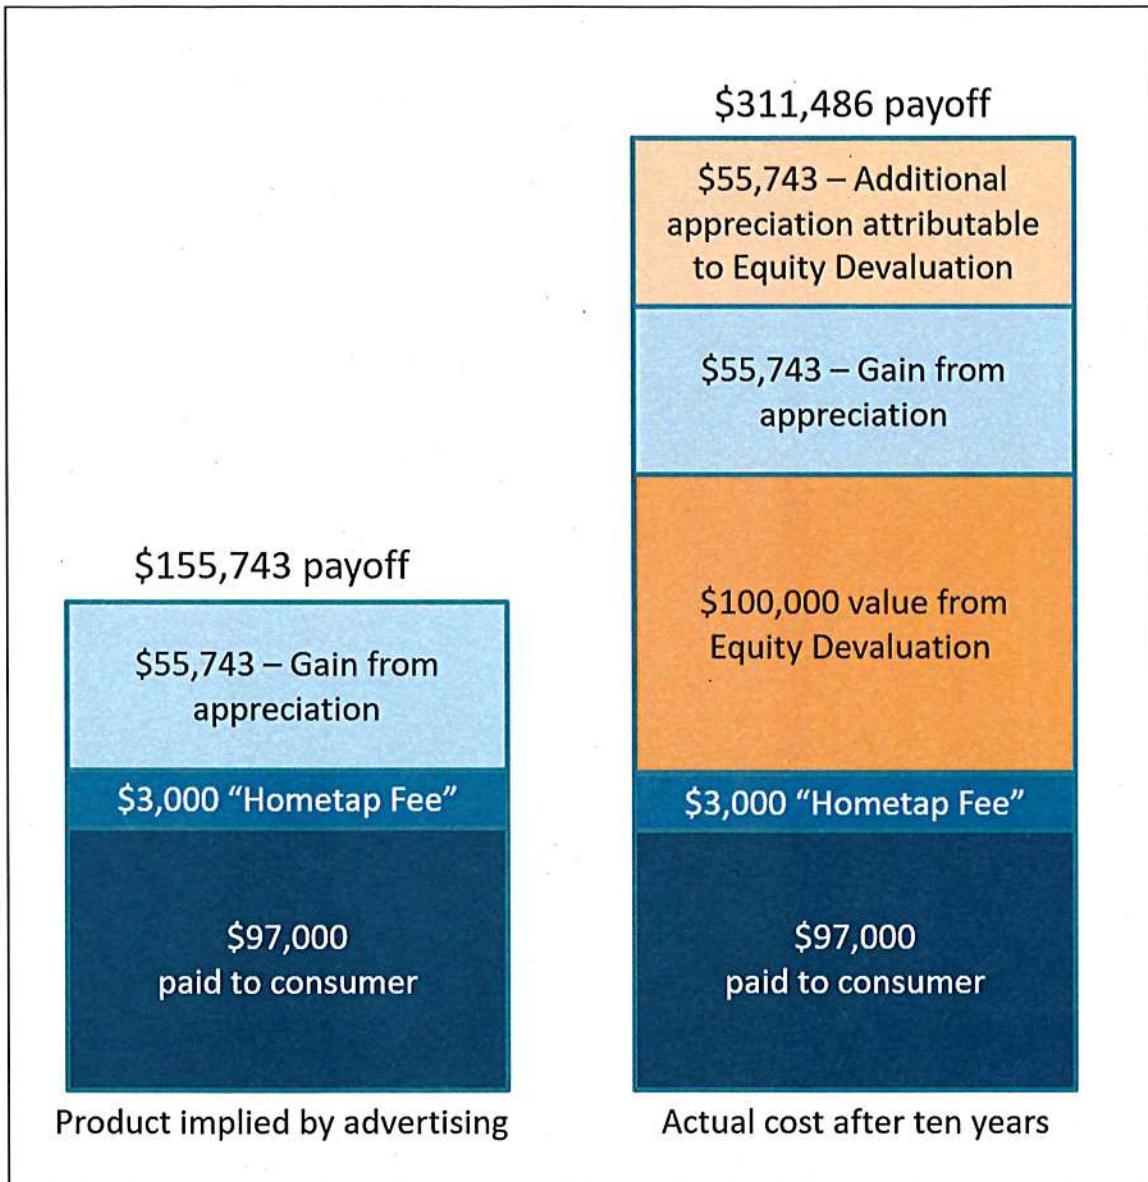 $155,743 payoff
$55,743 – Gain from
appreciation
$3,000 “Hometap Fee”
$97,000
paid to consumer
Product implied by advertising
$311,486 payoff
$55,743 – Additional
appreciation attributable
to Equity Devaluation
$55,743 – Gain from
appreciation
$100,000 value from
Equity Devaluation
$3,000 “Hometap Fee”
$97,000
paid to consumer
Actual cost after ten years